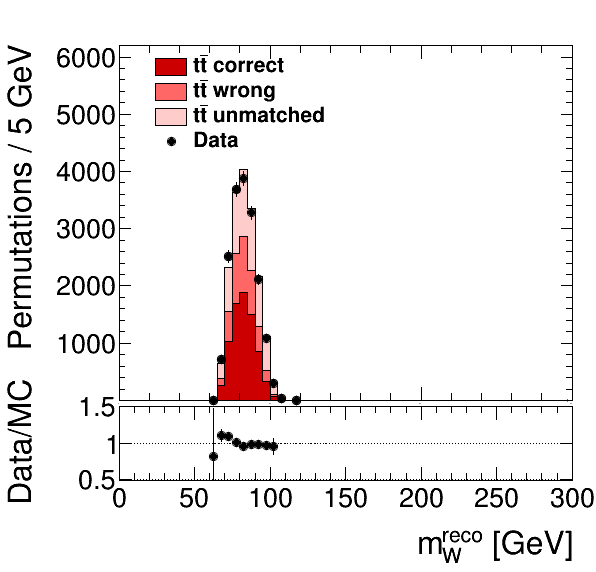 Permutations / 5 GeV
6000
5000
4000
3000
2000
1000
tt̄ correct
tt̄ wrong
tt̄ unmatched
Data
Data/MC
1.5
1
0.5
0 50 100 150 200 250 300
m_W^reco [GeV]